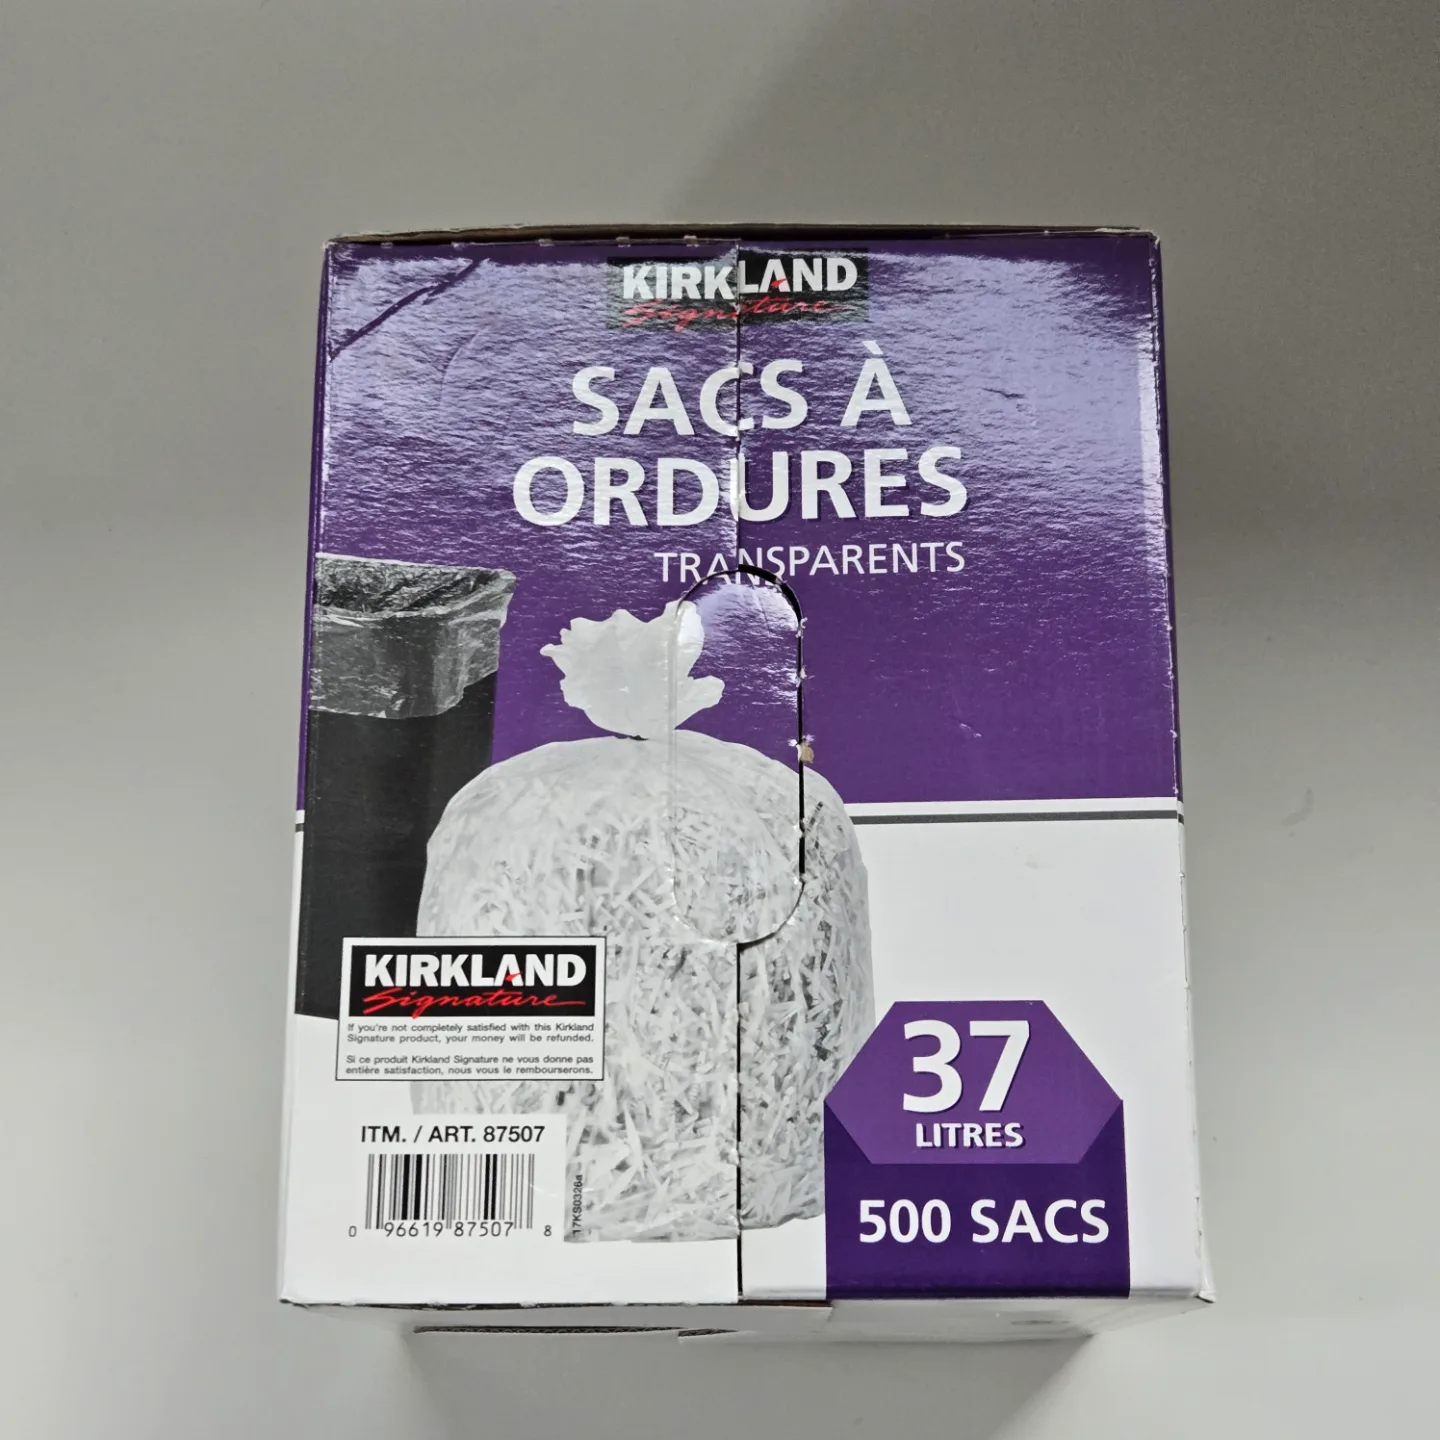 KIRKLAND
Signature
SACS À
ORDURES
TRANSPARENTS
KIRKLAND
Signature
If you're not completely satisfied with this Kirkland
Signature product, your money will be refunded.
Si ce produit Kirkland Signature ne vous donne pas
entière satisfaction, nous vous le rembourserons.
ITM. / ART. 87507
0 96619 87507 8
17KS0326a
37
LITRES
500 SACS